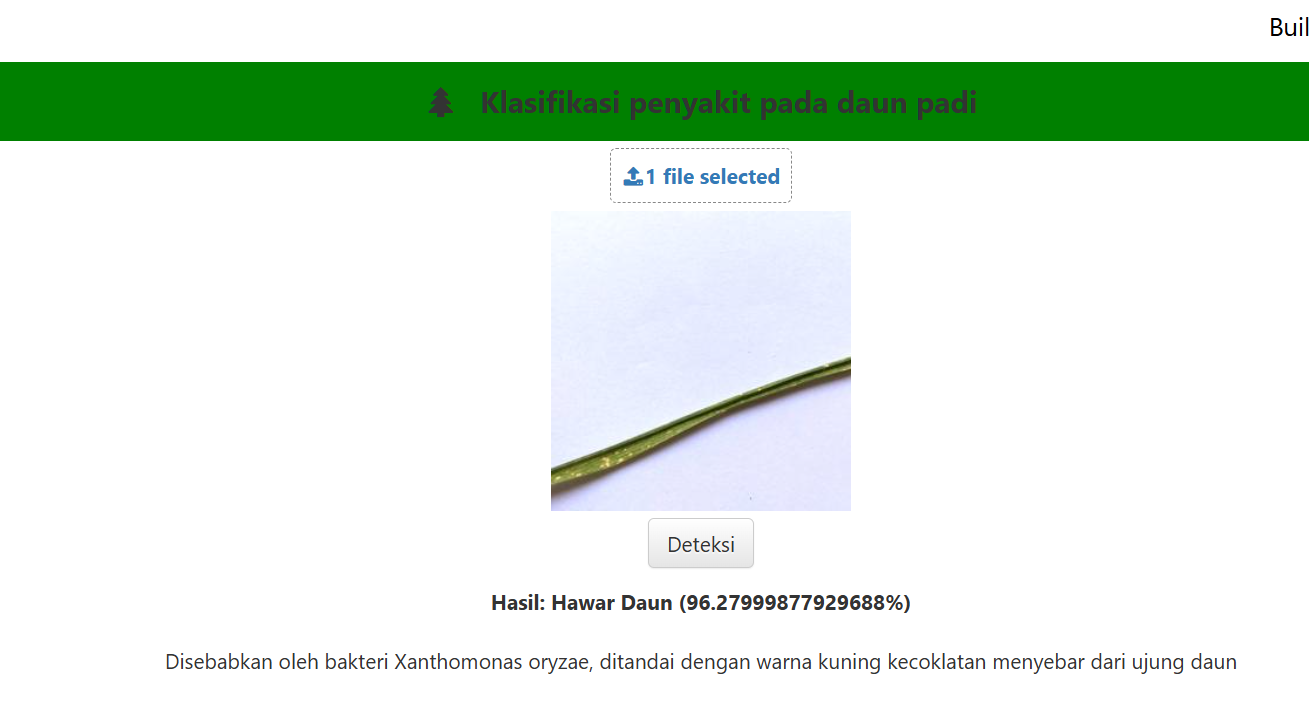 Buil
Klasifikasi penyakit pada daun padi
1 file selected
Deteksi
Hasil: Hawar Daun (96.27999877929688%)
Disebabkan oleh bakteri Xanthomonas oryzae, ditandai dengan warna kuning kecoklatan menyebar dari ujung daun